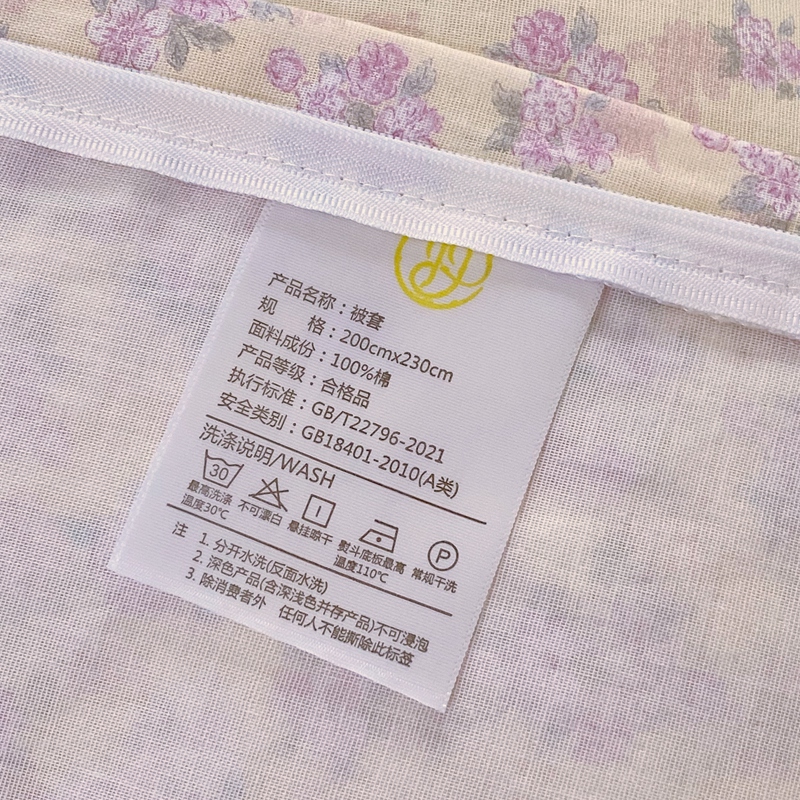 产品名称：被套
规 格：200cmx230cm
面料成份：100%棉
产品等级：合格品
执行标准：GB/T22796-2021
安全类别：GB18401-2010(A类)
洗涤说明/WASH
30 P
最高洗涤温度30℃ 不可漂白 悬挂晾干 熨斗底板最高温度110℃ 常规干洗
注 1. 分开水洗(反面水洗)
2. 深色产品(含深浅色并存产品)不可浸泡
3. 除消费者外 任何人不能撕除此标签